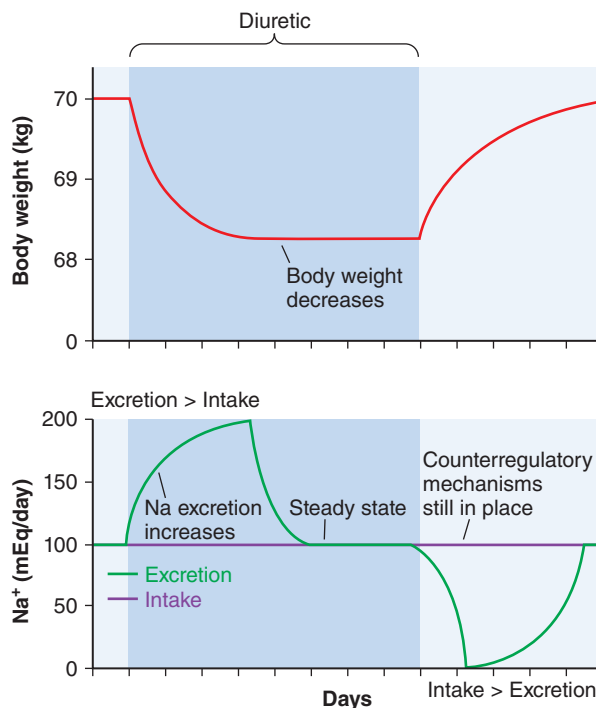 Diuretic
Body weight (kg)
70
69
68
0
Body weight
decreases
Excretion > Intake
Na⁺ (mEq/day)
200
150
100
50
0
Na excretion
increases
Steady state
Counterregulatory
mechanisms
still in place
Excretion
Intake
Days
Intake > Excretion